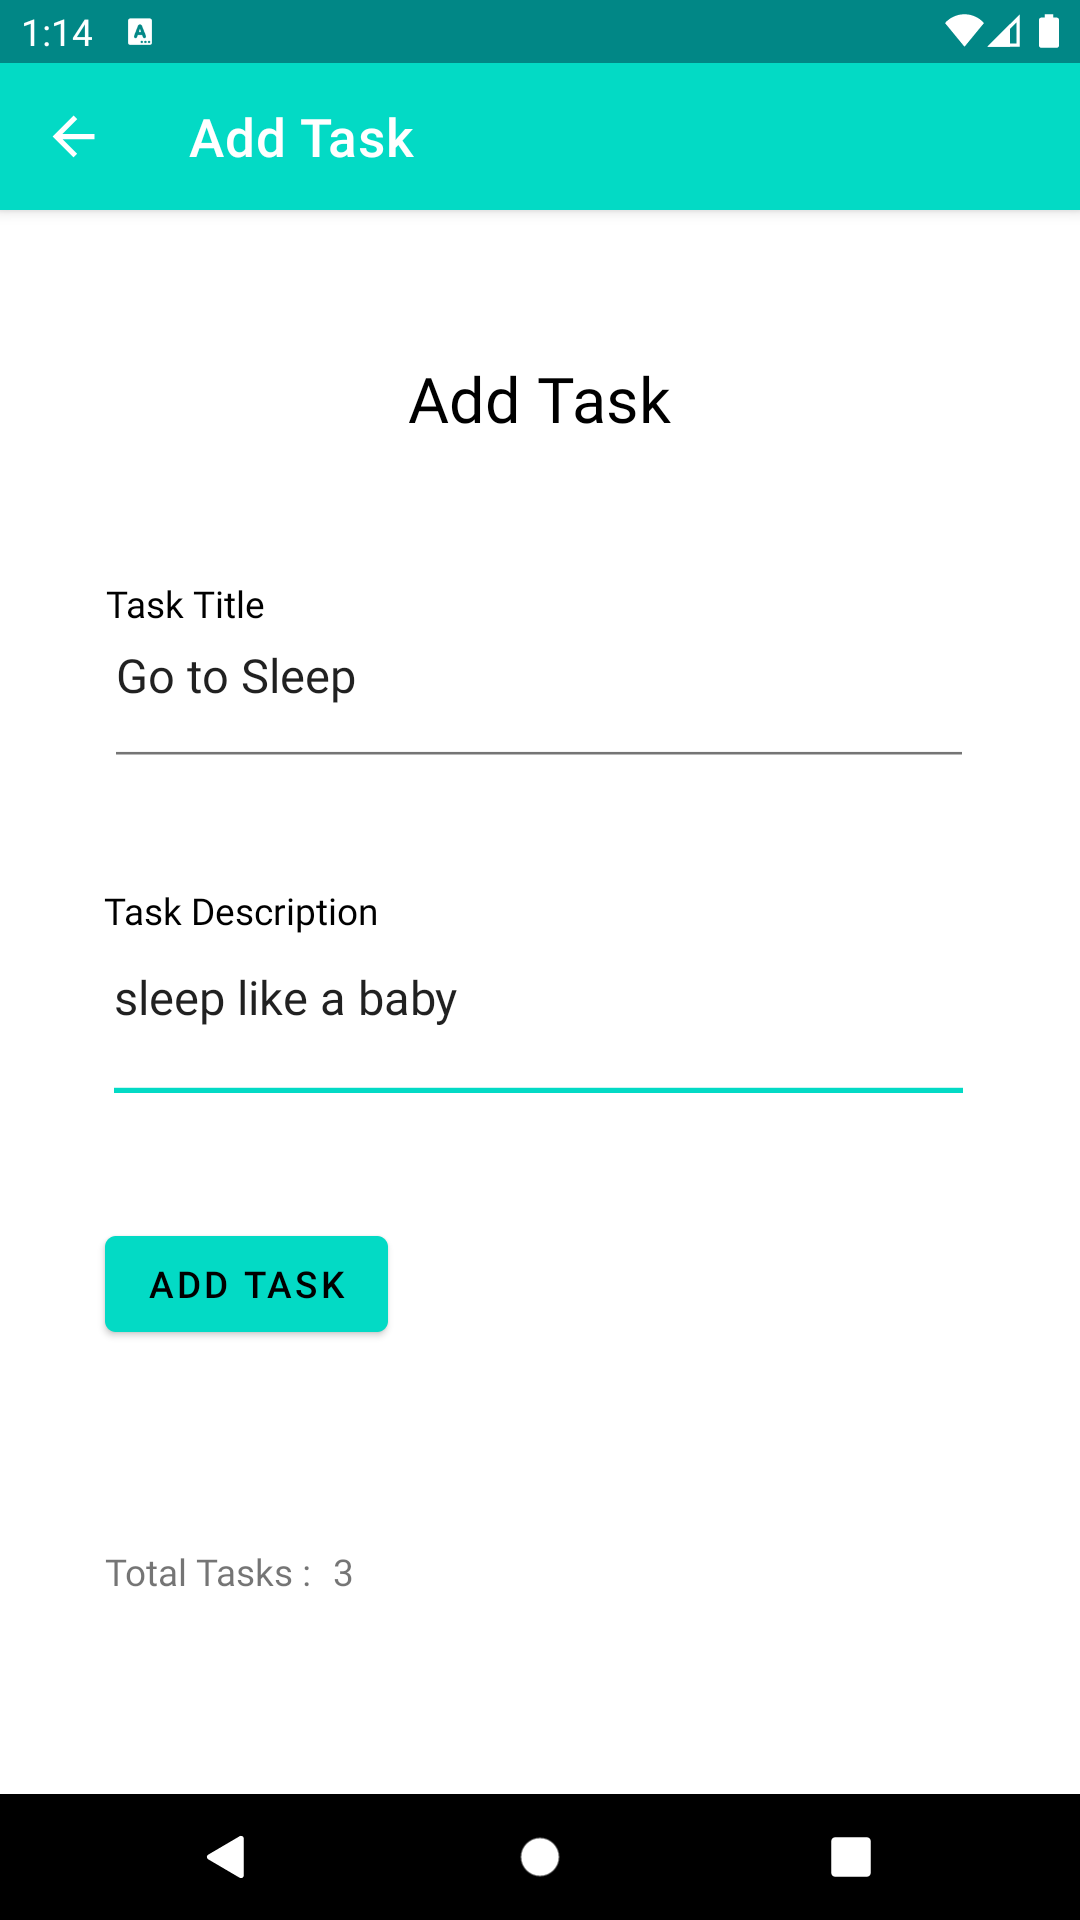 1:14
Add Task
Add Task
Task Title
Go to Sleep
Task Description
sleep like a baby
ADD TASK
Total Tasks : 3